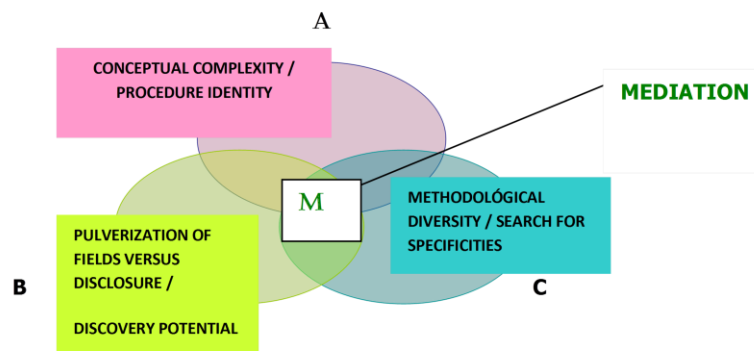 A
CONCEPTUAL COMPLEXITY /
PROCEDURE IDENTITY
MEDIATION
M
METHODOLÓGICAL
DIVERSITY / SEARCH FOR
SPECIFICITIES
PULVERIZATION OF
FIELDS VERSUS
DISCLOSURE /
DISCOVERY POTENTIAL
B
C